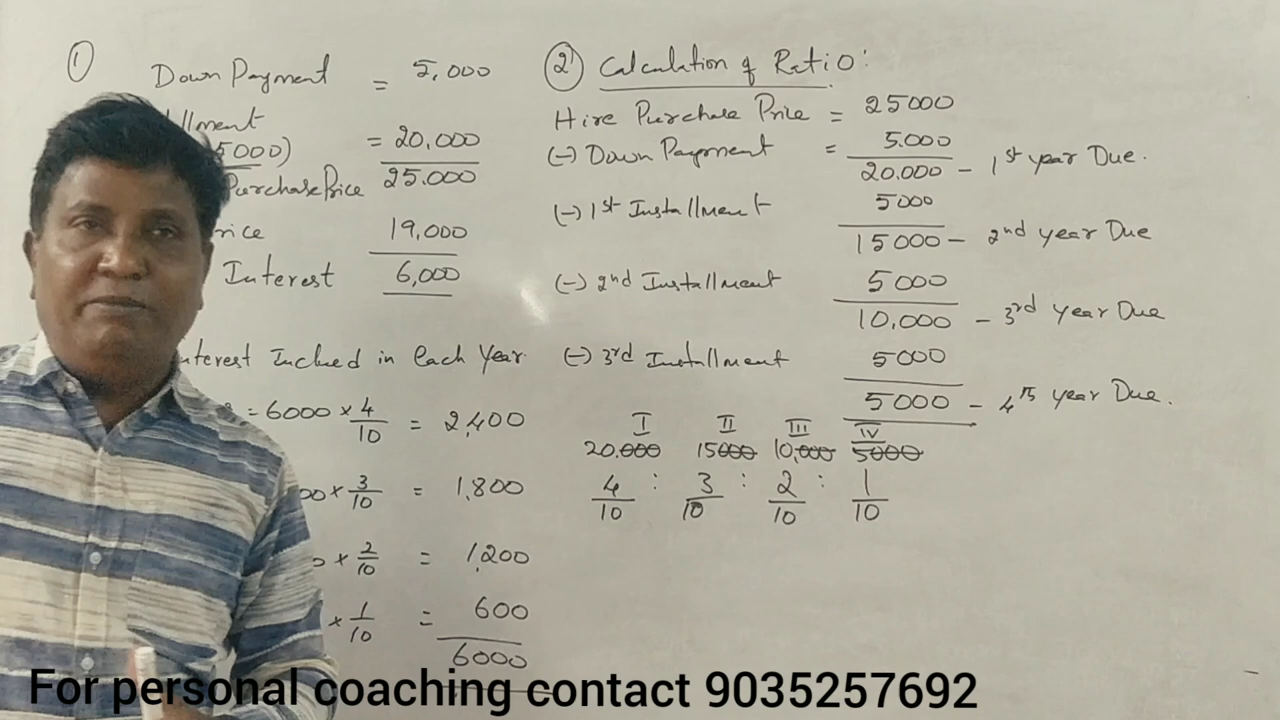 ①
Down Payment = 5,000
llment
5000) = 20,000
Purchase Price 25.000
rice 19,000
Interest 6,000
nterest Inclued in each Year
= 6000 × 4/10 = 2,400
00 × 3/10 = 1,800
× 2/10 = 1,200
× 1/10 = 600
6000
② Calculation of Ratio:
Hire Purchase Price = 25000
(-) Down Payment = 5.000
20.000 - 1st year Due.
(-) 1st Installment 5000
15000 - 2nd year Due
(-) 2nd Installment 5000
10,000 - 3rd year Due
(-) 3rd Installment 5000
5000 - 4th year Due.
I II III IV
20,000 15000 10,000 5000
4/10 : 3/10 : 2/10 : 1/10
For personal coaching contact 9035257692